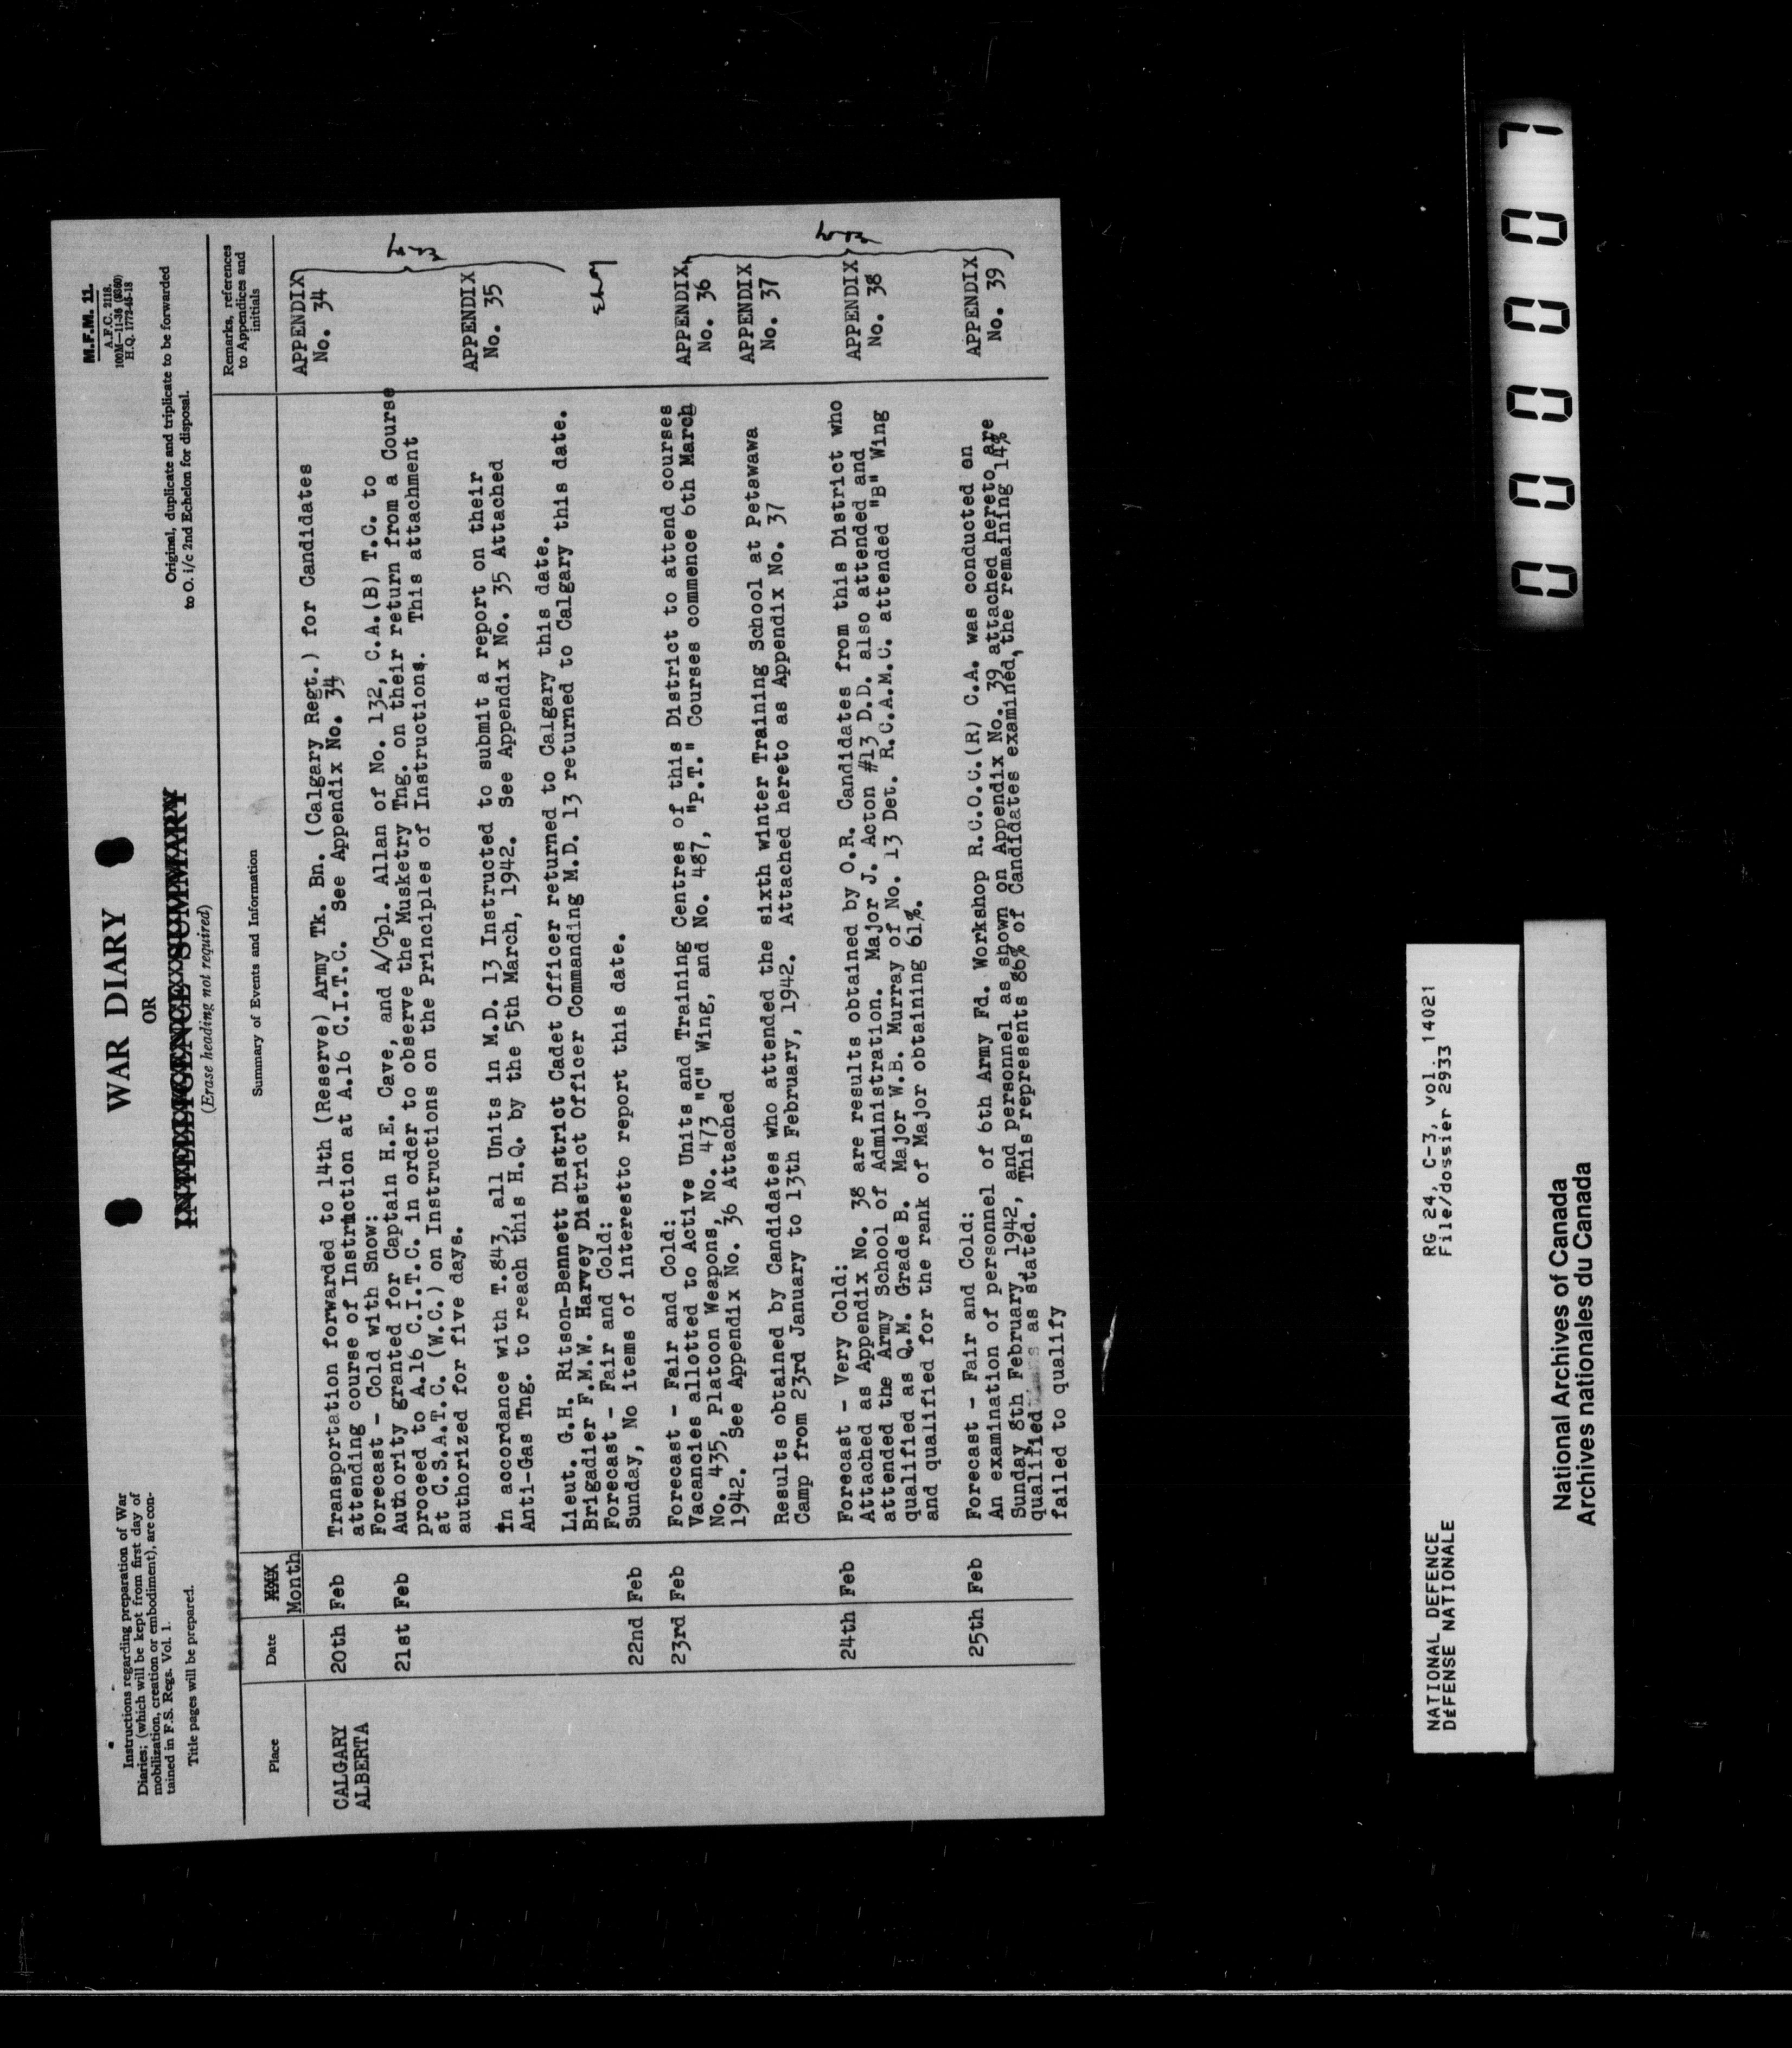 Instructions regarding preparation of War
Diaries; (which will be kept from first day of
mobilization, creation or embodiment), are con-
tained in F.S. Regs. Vol. 1.
Title pages will be prepared.
WAR DIARY
OR
INTELLIGENCE SUMMARY
(Erase heading not required)
M.F.M. 11.
A.F.C. 2118.
100M—11-36 (9360)
H.Q. 1772-45-18
Original, duplicate and triplicate to be forwarded
to O. i/c 2nd Echelon for disposal.
Place
Date
Month
Summary of Events and Information
Remarks, references
to Appendices and
initials
CALGARY
ALBERTA
20th Feb
Transportation forwarded to 14th (Reserve) Army Tk. Bn. (Calgary Regt.) for Candidates
attending course of Instruction at A.16 C.I.T.C. See Appendix No. 34
APPENDIX
No. 34
Forecast - Cold with Snow:
21st Feb
Authority granted for Captain H.E. Cave, and A/Cpl. Allan of No. 132, C.A.(B) T.C. to
proceed to A.16 C.I.T.C. in order to observe the Musketry Tng. on their return from a Course
at C.S.A.T.C. (W.C.) on Instructions on the Principles of Instructions. This attachment
authorized for five days.
In accordance with T.843, all Units in M.D. 13 Instructed to submit a report on their
Anti-Gas Tng. to reach this H.Q. by the 5th March, 1942. See Appendix No. 35 Attached
APPENDIX
No. 35
Lieut. G.H. Ritson-Bennett District Cadet Officer returned to Calgary this date.
Brigadier F.M.W. Harvey District Officer Commanding M.D. 13 returned to Calgary this date.
Forecast - Fair and Cold:
22nd Feb
Sunday, No items of interestto report this date.
Forecast - Fair and Cold:
23rd Feb
Vacancies allotted to Active Units and Training Centres of this District to attend courses
No. 435, Platoon Weapons, No. 473 "C" Wing, and No. 487, "P.T." Courses commence 6th March
1942. See Appendix No. 36 Attached
APPENDIX
No. 36
Results obtained by Candidates who attended the sixth winter Training School at Petawawa
Camp from 23rd January to 13th February, 1942. Attached hereto as Appendix No. 37
APPENDIX
No. 37
Forecast - Very Cold:
24th Feb
Attached as Appendix No. 38 are results obtained by O.R. Candidates from this District who
attended the Army School of Administration. Major J. Acton #13 D.D. also attended and
qualified as Q.M. Grade B. Major W.B. Murray of No. 13 Det. R.C.A.M.C. attended "B" Wing
and qualified for the rank of Major obtaining 61%.
APPENDIX
No. 38
Forecast - Fair and Cold:
25th Feb
An examination of personnel of 6th Army Fd. Workshop R.C.O.C.(R) C.A. was conducted on
Sunday 8th February, 1942, and personnel as shown on Appendix No. 39 attached hereto are
qualified as stated. This represents 86% of Candidates examined, the remaining 14%
failed to qualify
APPENDIX
No. 39
NATIONAL DEFENCE
DÉFENSE NATIONALE
RG 24, C-3, vol. 14021
File/dossier 2933
National Archives of Canada
Archives nationales du Canada
00007